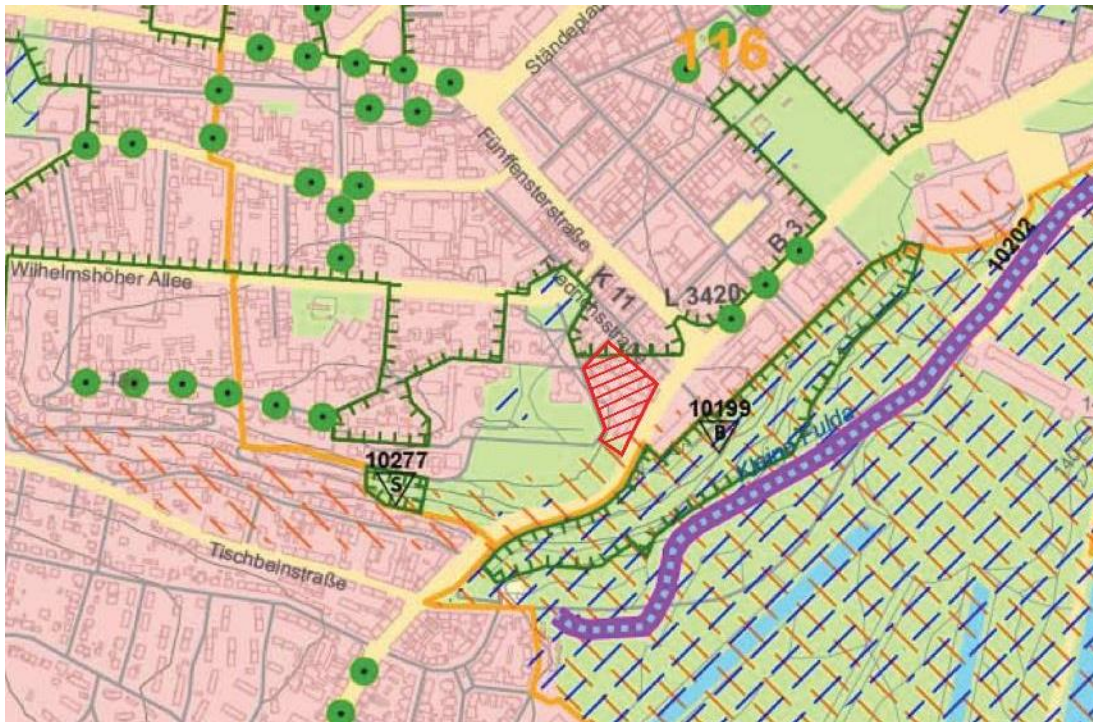 Ständeplatz
116
Fünffensterstraße
B 3
10202
Wilhelmshöher Allee
K 11
Friedrichsstraße
L 3420
10199
B
Kleine Fulda
10277
S
Tischbeinstraße